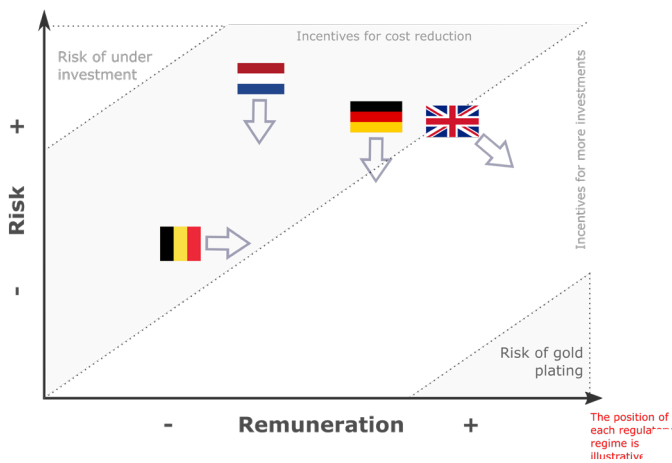 Incentives for cost reduction
Risk of under
investment
Incentives for more investments
+
Risk
-
Risk of gold
plating
- Remuneration +
The position of
each
regime is
illustrative